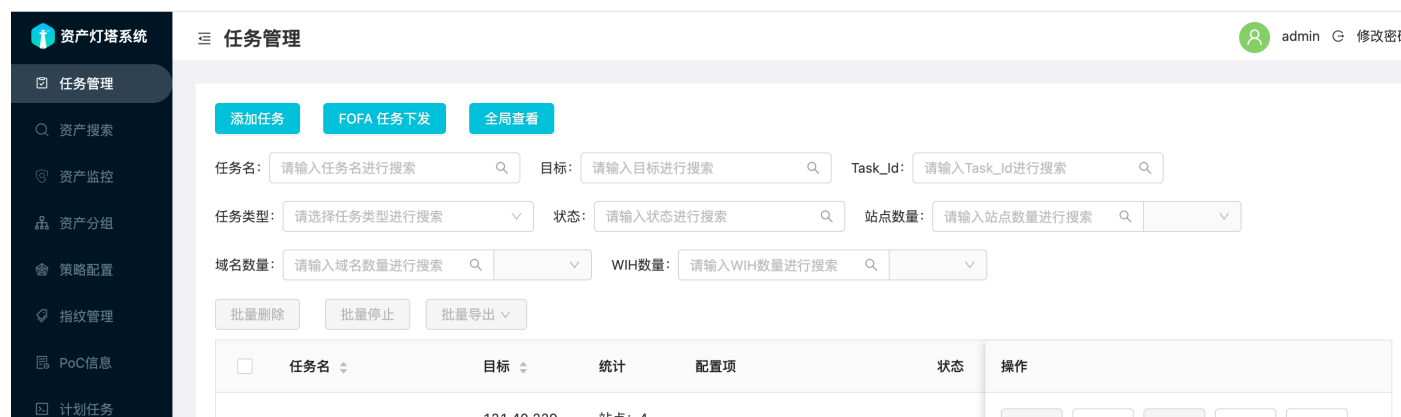 资产灯塔系统
任务管理
admin 修改密
任务管理
资产搜索
资产监控
资产分组
策略配置
指纹管理
PoC信息
计划任务
添加任务 FOFA 任务下发 全局查看
任务名: 请输入任务名进行搜索 目标: 请输入目标进行搜索 Task_Id: 请输入Task_Id进行搜索
任务类型: 请选择任务类型进行搜索 状态: 请输入状态进行搜索 站点数量: 请输入站点数量进行搜索
域名数量: 请输入域名数量进行搜索 WIH数量: 请输入WIH数量进行搜索
批量删除 批量停止 批量导出
任务名 目标 统计 配置项 状态 操作